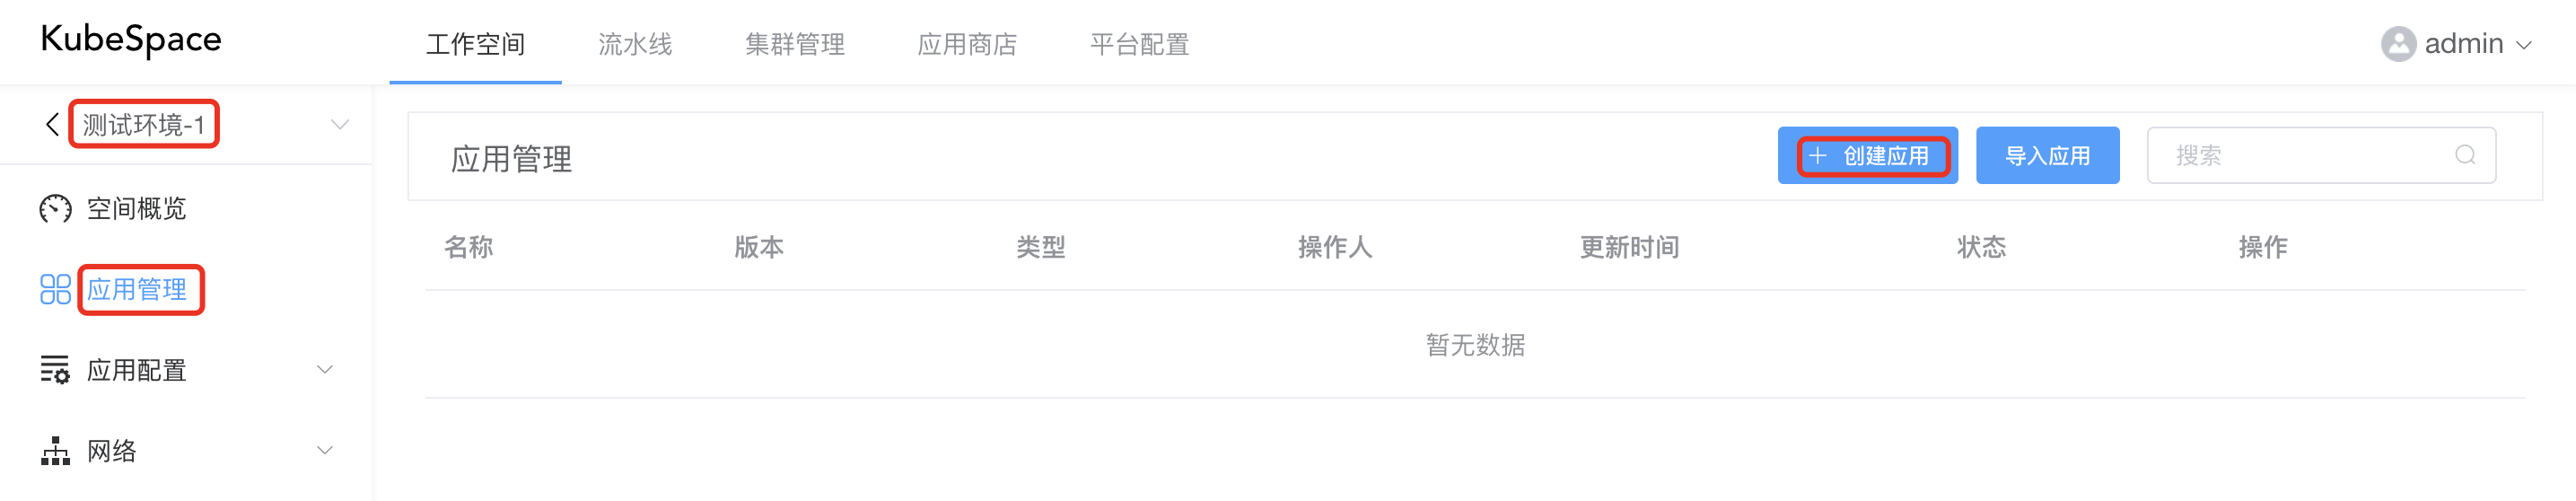 KubeSpace 工作空间 流水线 集群管理 应用商店 平台配置 admin
测试环境-1
空间概览
应用管理
应用配置
网络
应用管理 + 创建应用 导入应用 搜索
名称 版本 类型 操作人 更新时间 状态 操作
暂无数据